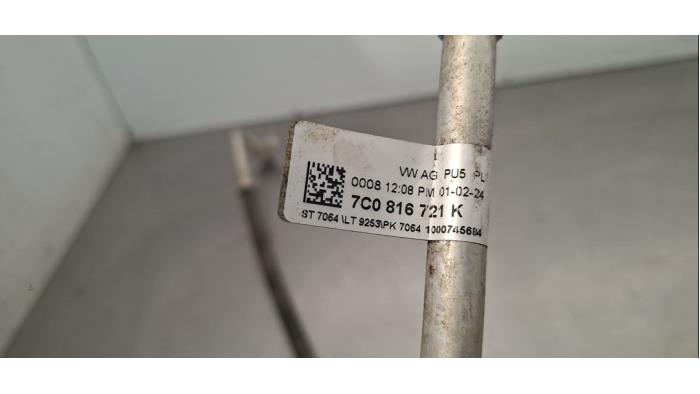 VW AG PU5 PL
0008 12:08 PM 01-02-24
7C0 816 721 K
ST 7064 \LT 9253\PK 7064 1000745684